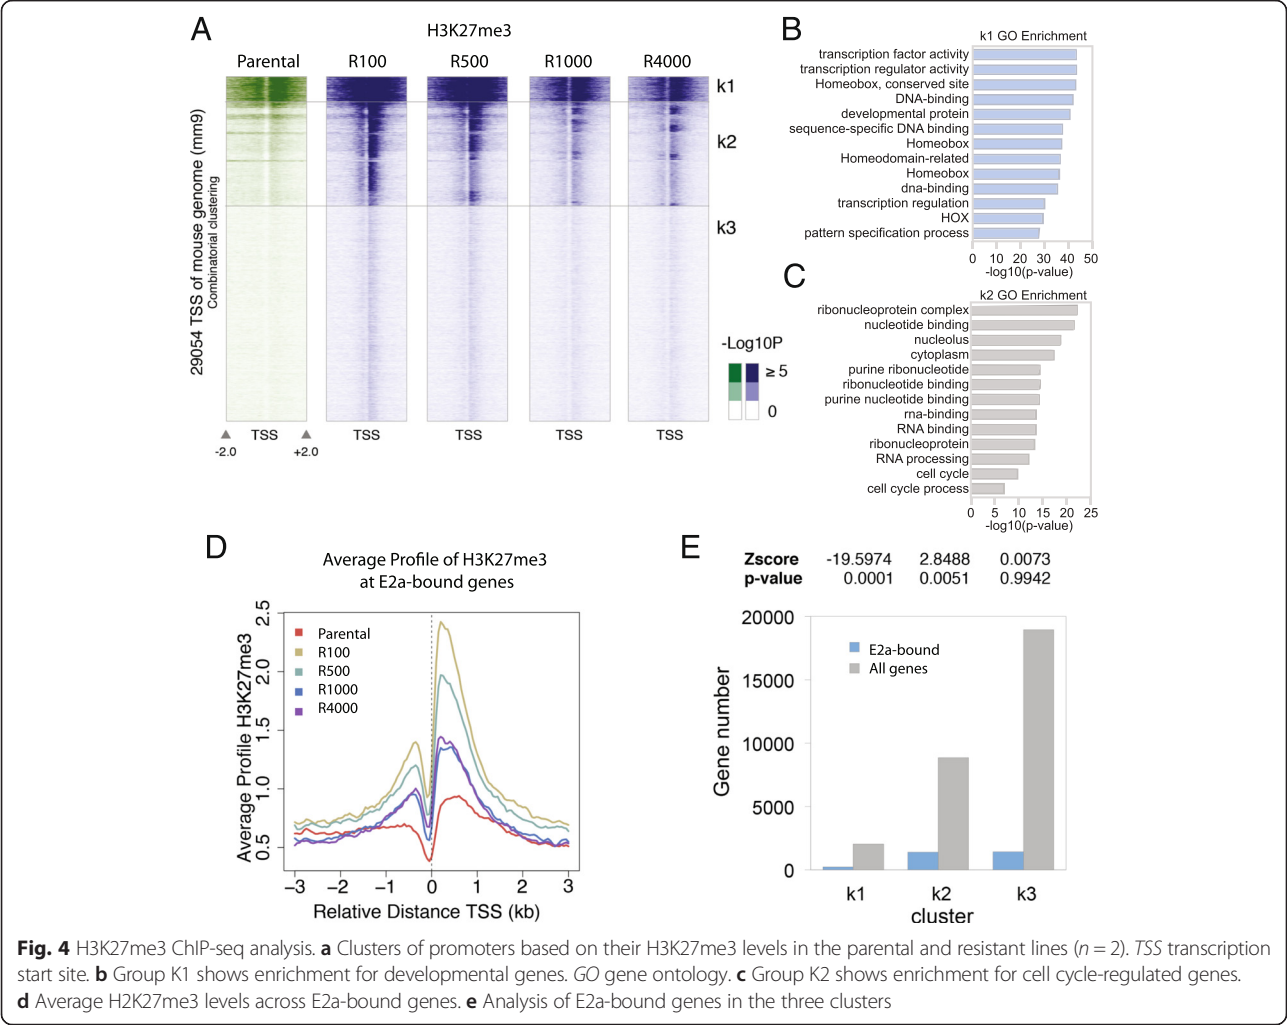 A
H3K27me3
Parental
R100
R500
R1000
R4000
29054 TSS of mouse genome (mm9)
Combinatorial clustering
k1
k2
k3
-Log10P
≥ 5
0
TSS
TSS
TSS
TSS
TSS
-2.0
+2.0
B
k1 GO Enrichment
transcription factor activity
transcription regulator activity
Homeobox, conserved site
DNA-binding
developmental protein
sequence-specific DNA binding
Homeobox
Homeodomain-related
Homeobox
dna-binding
transcription regulation
HOX
pattern specification process
0 10 20 30 40 50
-log10(p-value)
C
k2 GO Enrichment
ribonucleoprotein complex
nucleotide binding
nucleolus
cytoplasm
purine ribonucleotide
ribonucleotide binding
purine nucleotide binding
rna-binding
RNA binding
ribonucleoprotein
RNA processing
cell cycle
cell cycle process
0 5 10 15 20 25
-log10(p-value)
D
Average Profile of H3K27me3
at E2a-bound genes
Average Profile H3K27me3
2.5
2.0
1.5
1.0
0.5
Parental
R100
R500
R1000
R4000
−3 −2 −1 0 1 2 3
Relative Distance TSS (kb)
E
Zscore -19.5974 2.8488 0.0073
p-value 0.0001 0.0051 0.9942
Gene number
20000
15000
10000
5000
0
E2a-bound
All genes
k1 k2 k3
cluster
Fig. 4 H3K27me3 ChIP-seq analysis. a Clusters of promoters based on their H3K27me3 levels in the parental and resistant lines (n = 2). TSS transcription
start site. b Group K1 shows enrichment for developmental genes. GO gene ontology. c Group K2 shows enrichment for cell cycle-regulated genes.
d Average H2K27me3 levels across E2a-bound genes. e Analysis of E2a-bound genes in the three clusters